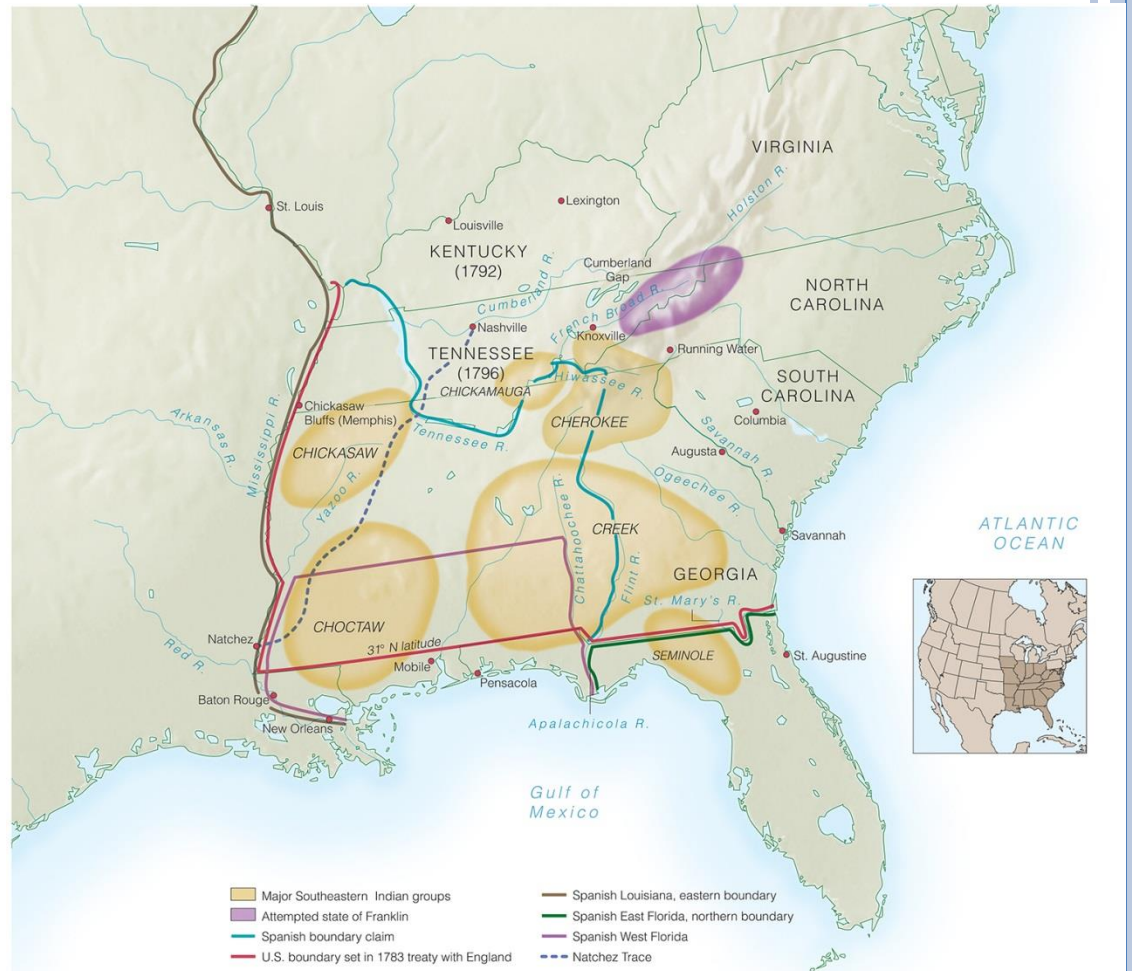 VIRGINIA
Holston R.
St. Louis
Lexington
Louisville
KENTUCKY
(1792)
Cumberland
Gap
Cumberland R.
NORTH
CAROLINA
French Broad R.
Nashville
Knoxville
TENNESSEE
(1796)
Running Water
CHICKAMAUGA
Hiwassee R.
SOUTH
CAROLINA
Chickasaw
Bluffs (Memphis)
Arkansas R.
Mississippi R.
Tennessee R.
CHEROKEE
Columbia
Savannah R.
CHICKASAW
Augusta
Yazoo R.
Ogeechee R.
Chattahoochee R.
CREEK
Savannah
ATLANTIC
OCEAN
Flint R.
GEORGIA
St. Mary's R.
CHOCTAW
Natchez
31° N latitude
Red R.
Mobile
SEMINOLE
St. Augustine
Pensacola
Baton Rouge
New Orleans
Apalachicola R.
Gulf of
Mexico
Major Southeastern Indian groups
Attempted state of Franklin
Spanish boundary claim
U.S. boundary set in 1783 treaty with England
Spanish Louisiana, eastern boundary
Spanish East Florida, northern boundary
Spanish West Florida
Natchez Trace